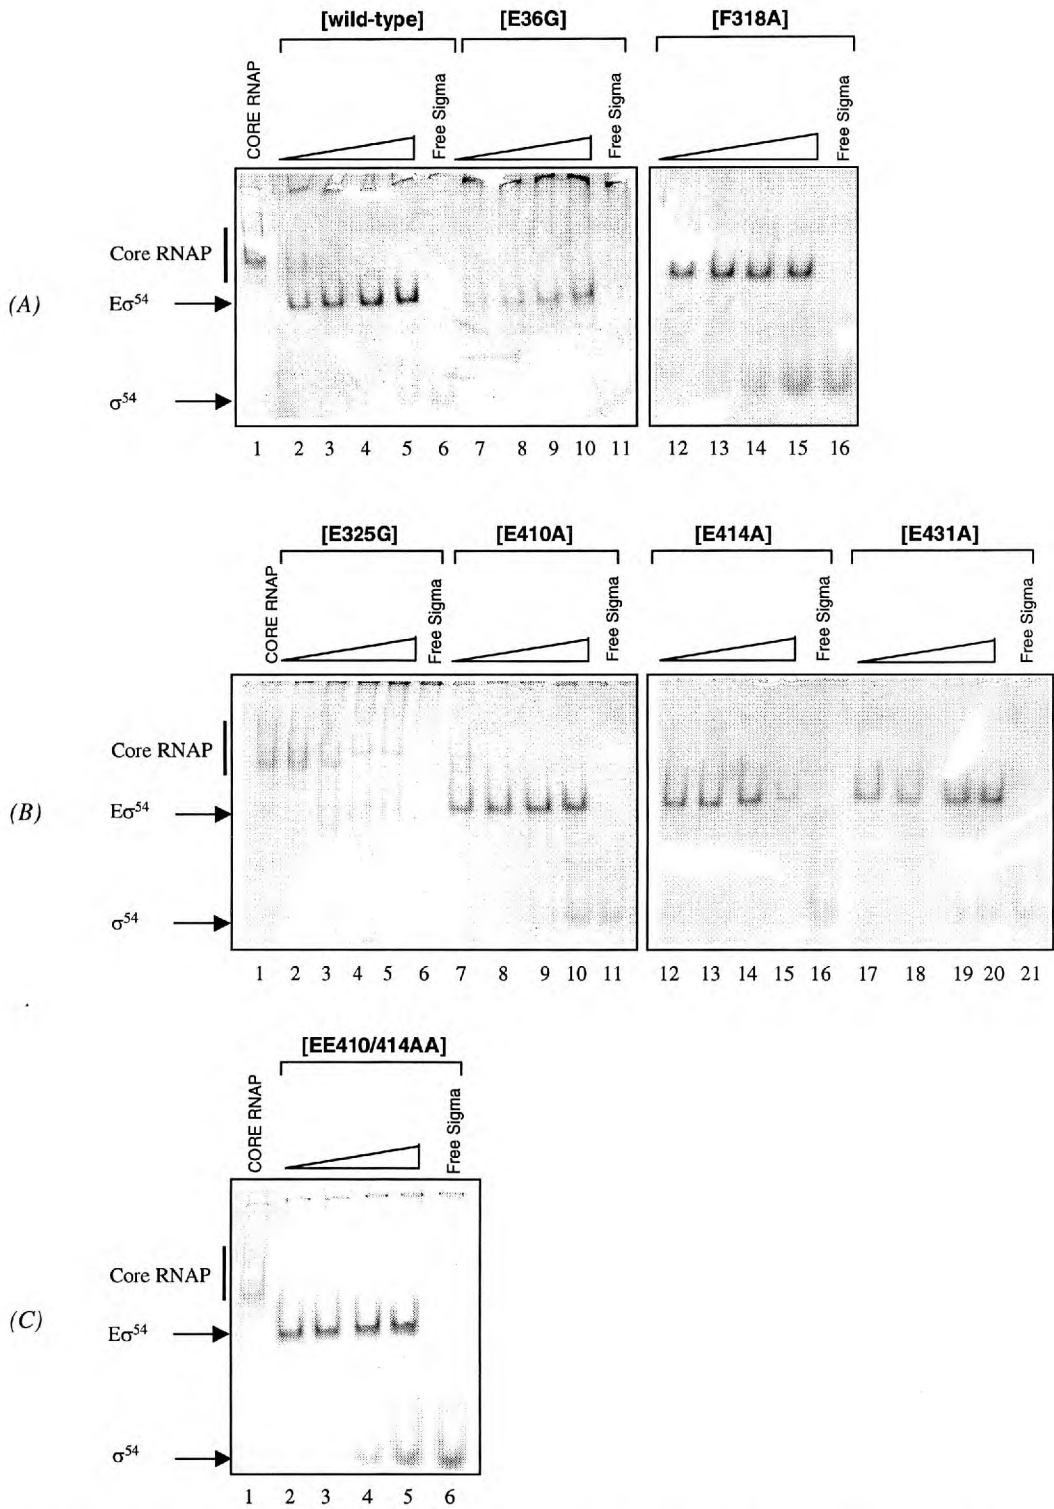 [wild-type] [E36G] [F318A]
CORE RNAP Free Sigma Free Sigma Free Sigma
Core RNAP
(A) Eσ54
σ54
1 2 3 4 5 6 7 8 9 10 11 12 13 14 15 16
[E325G] [E410A] [E414A] [E431A]
CORE RNAP Free Sigma Free Sigma Free Sigma Free Sigma
Core RNAP
(B) Eσ54
σ54
1 2 3 4 5 6 7 8 9 10 11 12 13 14 15 16 17 18 19 20 21
[EE410/414AA]
CORE RNAP Free Sigma
Core RNAP
(C) Eσ54
σ54
1 2 3 4 5 6